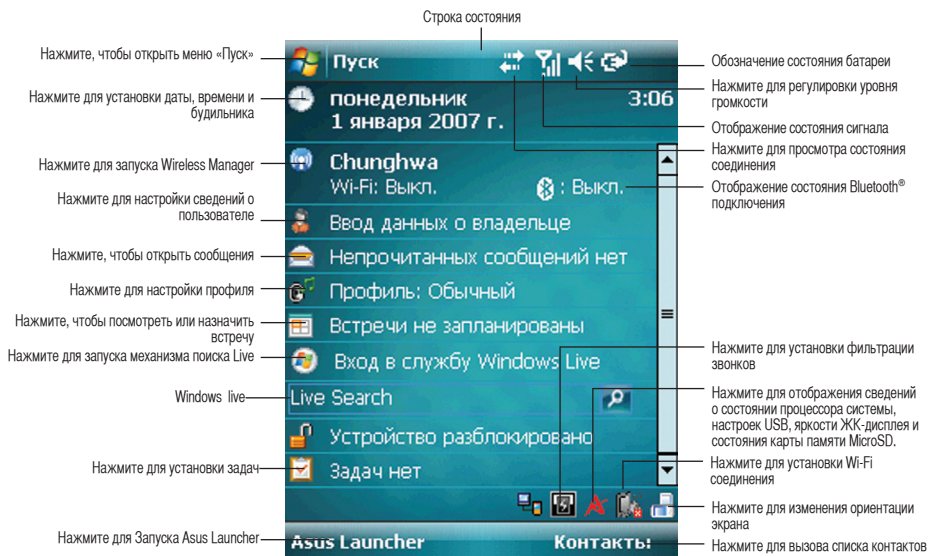 Строка состояния
Нажмите, чтобы открыть меню «Пуск»
Нажмите для установки даты, времени и
будильника
Нажмите для запуска Wireless Manager
Нажмите для настройки сведений о
пользователе
Нажмите, чтобы открыть сообщения
Нажмите для настройки профиля
Нажмите, чтобы посмотреть или назначить
встречу
Нажмите для запуска механизма поиска Live
Windows live
Нажмите для установки задач
Нажмите для Запуска Asus Launcher
Пуск
понедельник
3:06
1 января 2007 г.
Chunghwa
Wi-Fi: Выкл.
: Выкл.
Ввод данных о владельце
Непрочитанных сообщений нет
Профиль: Обычный
Встречи не запланированы
Вход в службу Windows Live
Live Search
Устройство разблокировано
Задач нет
Asus Launcher
Контакты
Обозначение состояния батареи
Нажмите для регулировки уровня
громкости
Отображение состояния сигнала
Нажмите для просмотра состояния
соединения
Отображение состояния Bluetooth®
подключения
Нажмите для установки фильтрации
звонков
Нажмите для отображения сведений
о состоянии процессора системы,
настроек USB, яркости ЖК-дисплея и
состояния карты памяти MicroSD.
Нажмите для установки Wi-Fi
соединения
Нажмите для изменения ориентации
экрана
Нажмите для вызова списка контактов